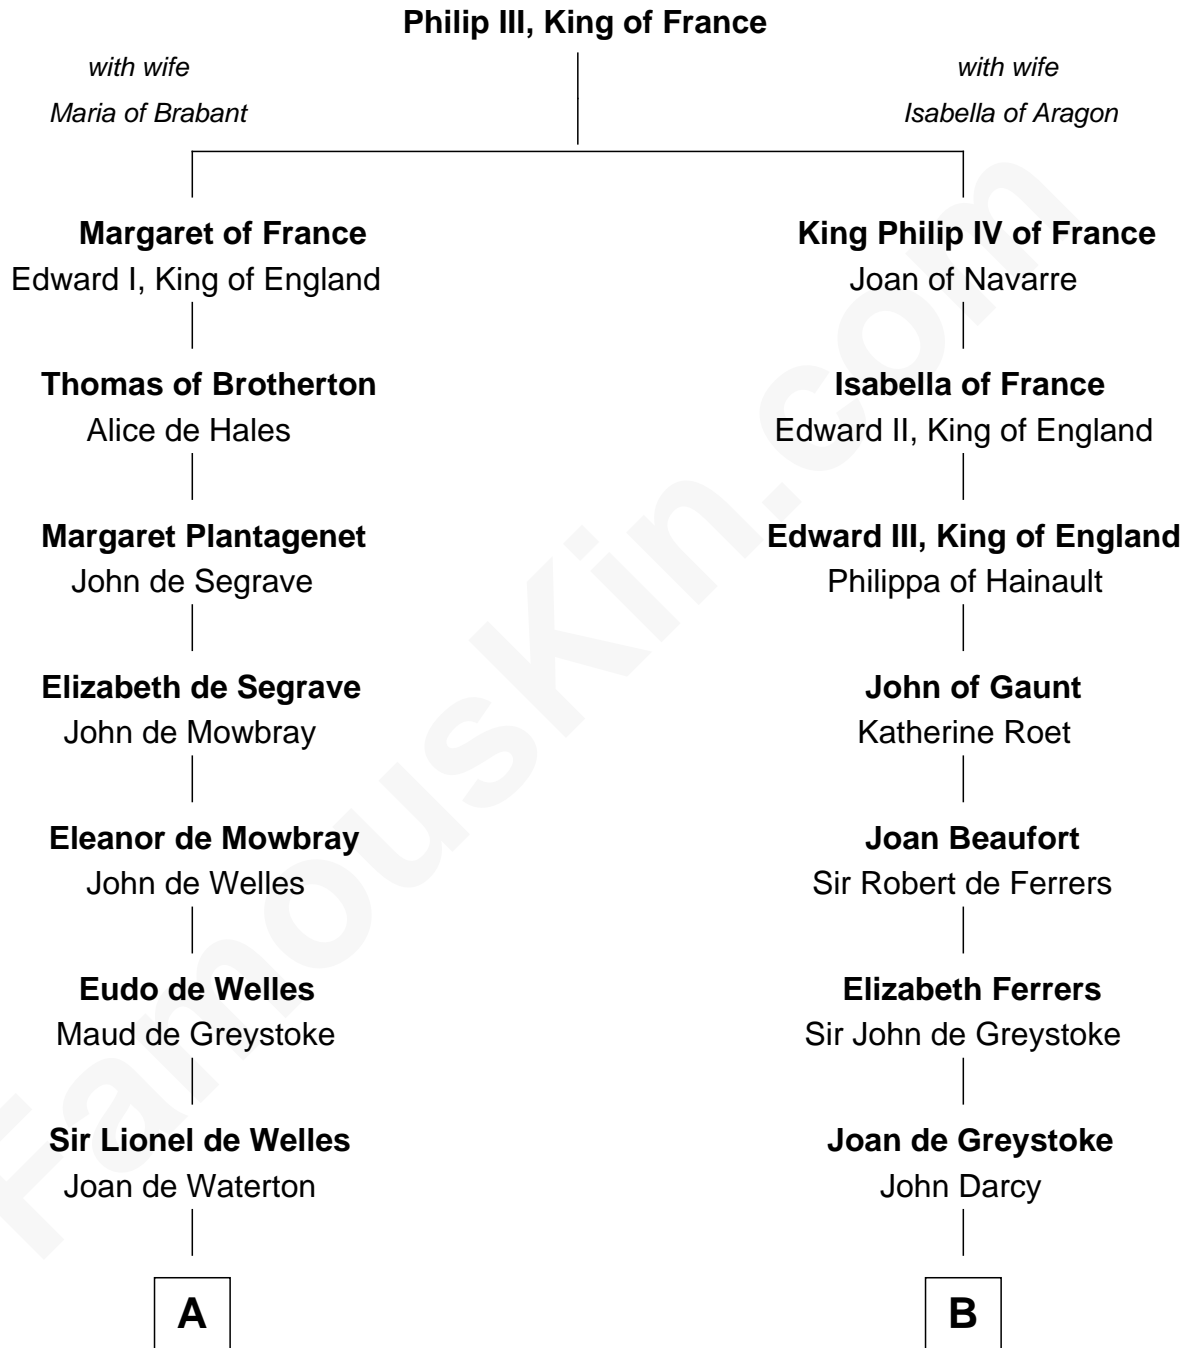 Philip III, King of France
with wife
Maria of Brabant
with wife
Isabella of Aragon
Margaret of France
Edward I, King of England
King Philip IV of France
Joan of Navarre
Thomas of Brotherton
Alice de Hales
Isabella of France
Edward II, King of England
Margaret Plantagenet
John de Segrave
Edward III, King of England
Philippa of Hainault
Elizabeth de Segrave
John de Mowbray
John of Gaunt
Katherine Roet
Eleanor de Mowbray
John de Welles
Joan Beaufort
Sir Robert de Ferrers
Eudo de Welles
Maud de Greystoke
Elizabeth Ferrers
Sir John de Greystoke
Sir Lionel de Welles
Joan de Waterton
Joan de Greystoke
John Darcy
A
B
FamousKin.com